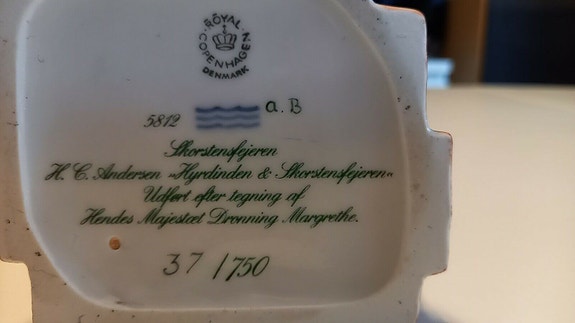 ROYAL
COPENHAGEN
DENMARK
5812 a.B
Skorstensfejeren
H. C. Andersen »Hyrdinden & Skorstensfejeren«
Udført efter tegning af
Hendes Majestæt Dronning Margrethe.
37 / 750